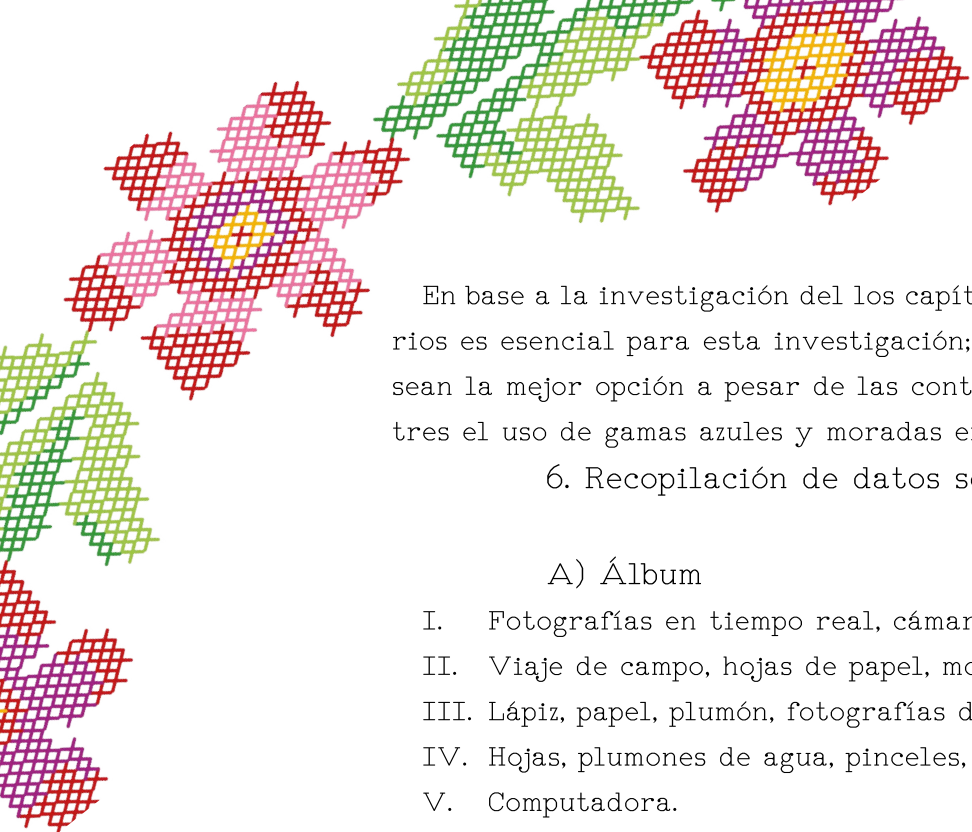 En base a la investigación del los capít
rios es esencial para esta investigación;
sean la mejor opción a pesar de las cont
tres el uso de gamas azules y moradas e
6. Recopilación de datos s
A) Álbum
I. Fotografías en tiempo real, cámar
II. Viaje de campo, hojas de papel, mo
III. Lápiz, papel, plumón, fotografías d
IV. Hojas, plumones de agua, pinceles,
V. Computadora.